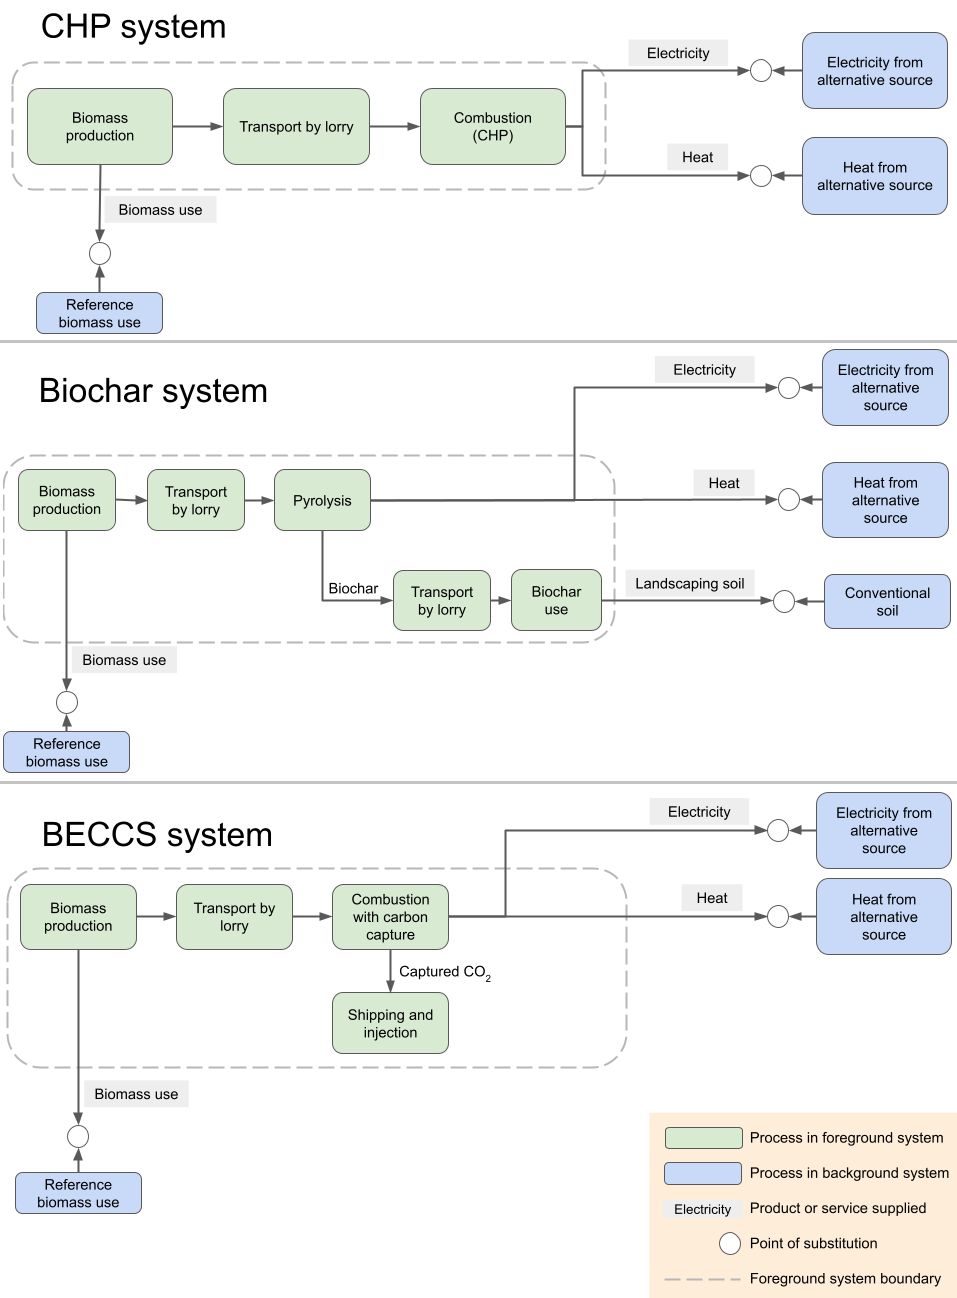 CHP system
Electricity
Electricity from
alternative source
Biomass
production
Transport by lorry
Combustion
(CHP)
Heat
Heat from
alternative source
Biomass use
Reference
biomass use
Biochar system
Electricity
Electricity from
alternative
source
Biomass
production
Transport
by lorry
Pyrolysis
Heat
Heat from
alternative
source
Biochar
Transport
by lorry
Biochar
use
Landscaping soil
Conventional
soil
Biomass use
Reference
biomass use
BECCS system
Electricity
Electricity from
alternative
source
Biomass
production
Transport by
lorry
Combustion
with carbon
capture
Heat
Heat from
alternative
source
Captured CO₂
Shipping and
injection
Biomass use
Reference
biomass use
Process in foreground system
Process in background system
Electricity Product or service supplied
Point of substitution
Foreground system boundary